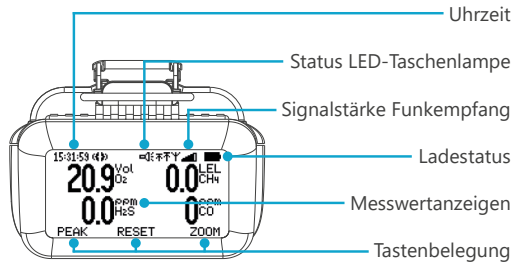 Uhrzeit
Status LED-Taschenlampe
Signalstärke Funkempfang
Ladestatus
Messwertanzeigen
Tastenbelegung
15:31:59
20.9 Vol O₂ 0.0 LEL CH4
0.0 ppm H₂S 0 ppm CO
PEAK RESET ZOOM